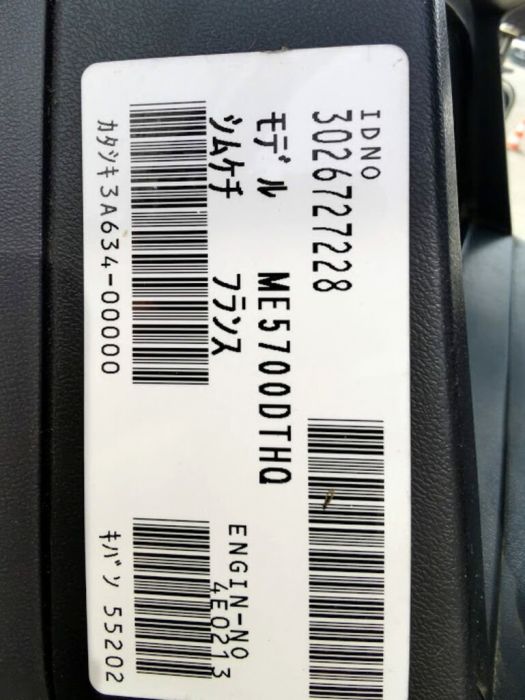 IDNO
3026727228
モデル ME5700DTHQ
シムケチ フランス
カタシキ 3A634-00000
ENGIN-NO
4E0213
キバン 55202